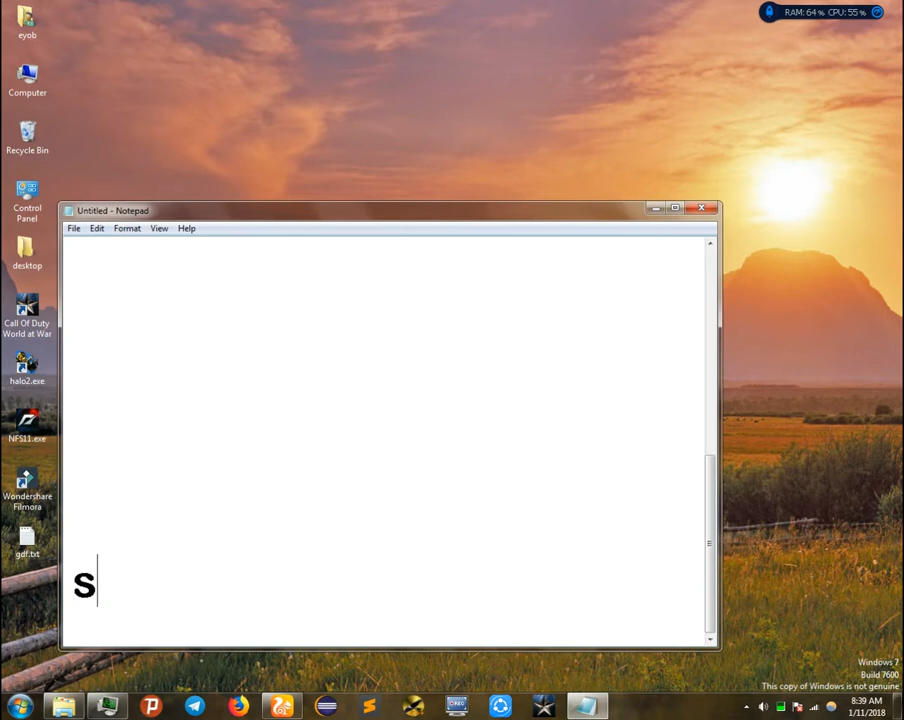 RAM: 64 % CPU: 55 %
eyob
Computer
Recycle Bin
Control
Panel
desktop
Call Of Duty
World at War
halo2.exe
NFS11.exe
Wondershare
Filmora
gdf.txt
Untitled - Notepad
File Edit Format View Help
s
Windows 7
Build 7600
This copy of Windows is not genuine
8:39 AM
1/11/2018